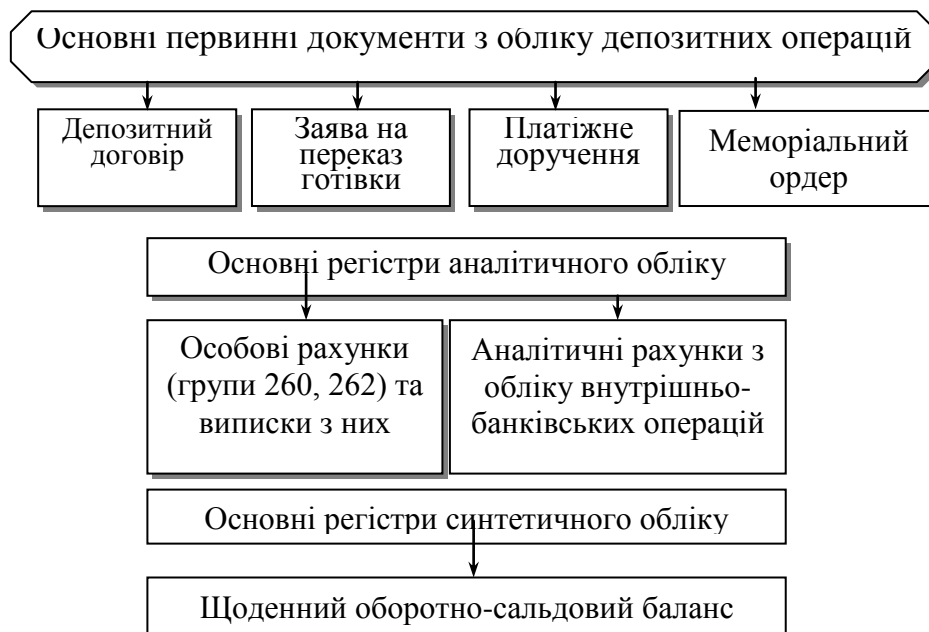 Основні первинні документи з обліку депозитних операцій
Депозитний
договір
Заява на
переказ
готівки
Платіжне
доручення
Меморіальний
ордер
Основні регістри аналітичного обліку
Особові рахунки
(групи 260, 262) та
виписки з них
Аналітичні рахунки з
обліку внутрішньо-
банківських операцій
Основні регістри синтетичного обліку
Щоденний оборотно-сальдовий баланс